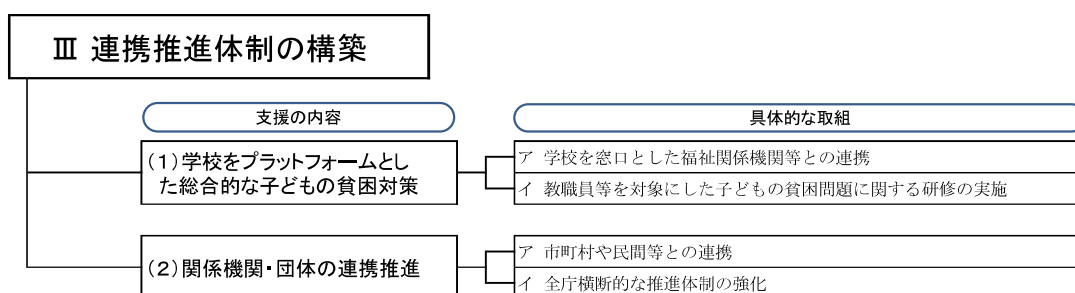 Ⅲ 連携推進体制の構築
支援の内容
具体的な取組
(1)学校をプラットフォームとし
た総合的な子どもの貧困対策
ア 学校を窓口とした福祉関係機関等との連携
イ 教職員等を対象にした子どもの貧困問題に関する研修の実施
(2)関係機関・団体の連携推進
ア 市町村や民間等との連携
イ 全庁横断的な推進体制の強化